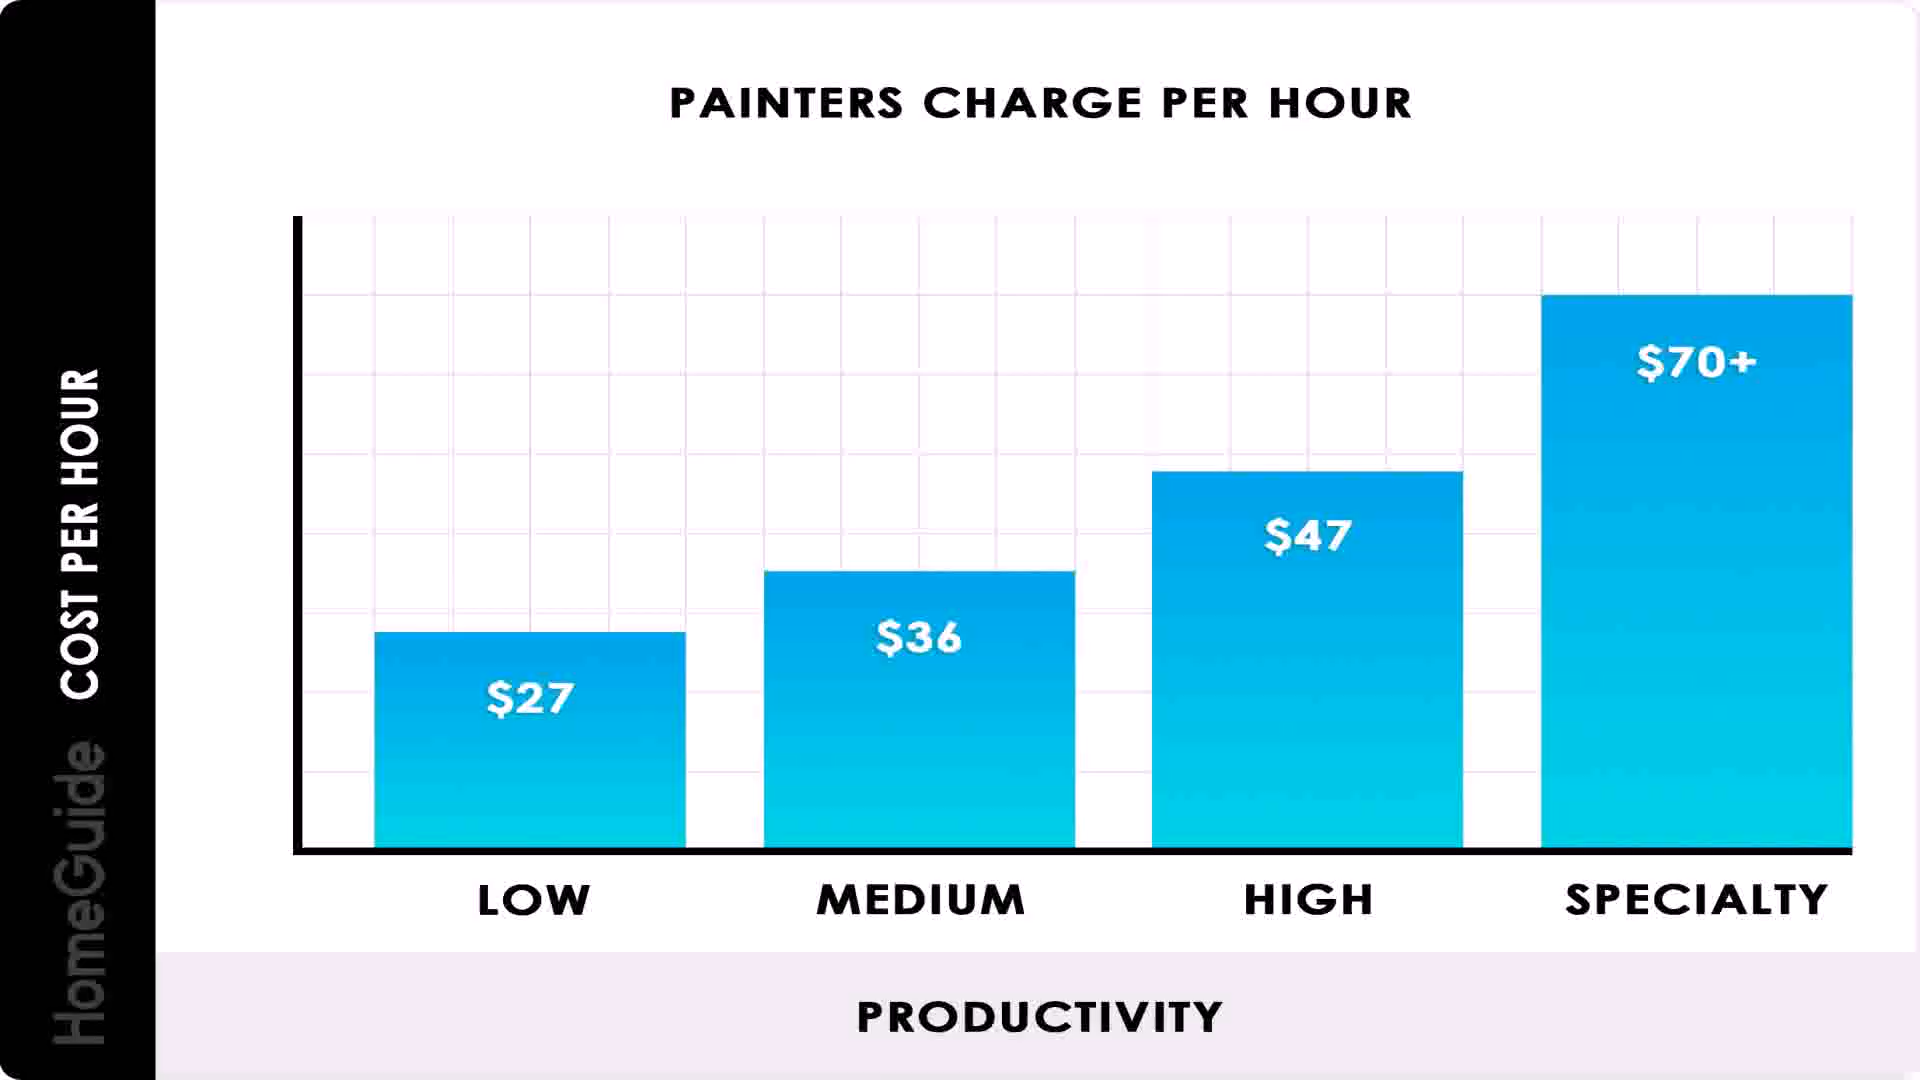 PAINTERS CHARGE PER HOUR
COST PER HOUR
HomeGuide
$27
$36
$47
$70+
LOW
MEDIUM
HIGH
SPECIALTY
PRODUCTIVITY